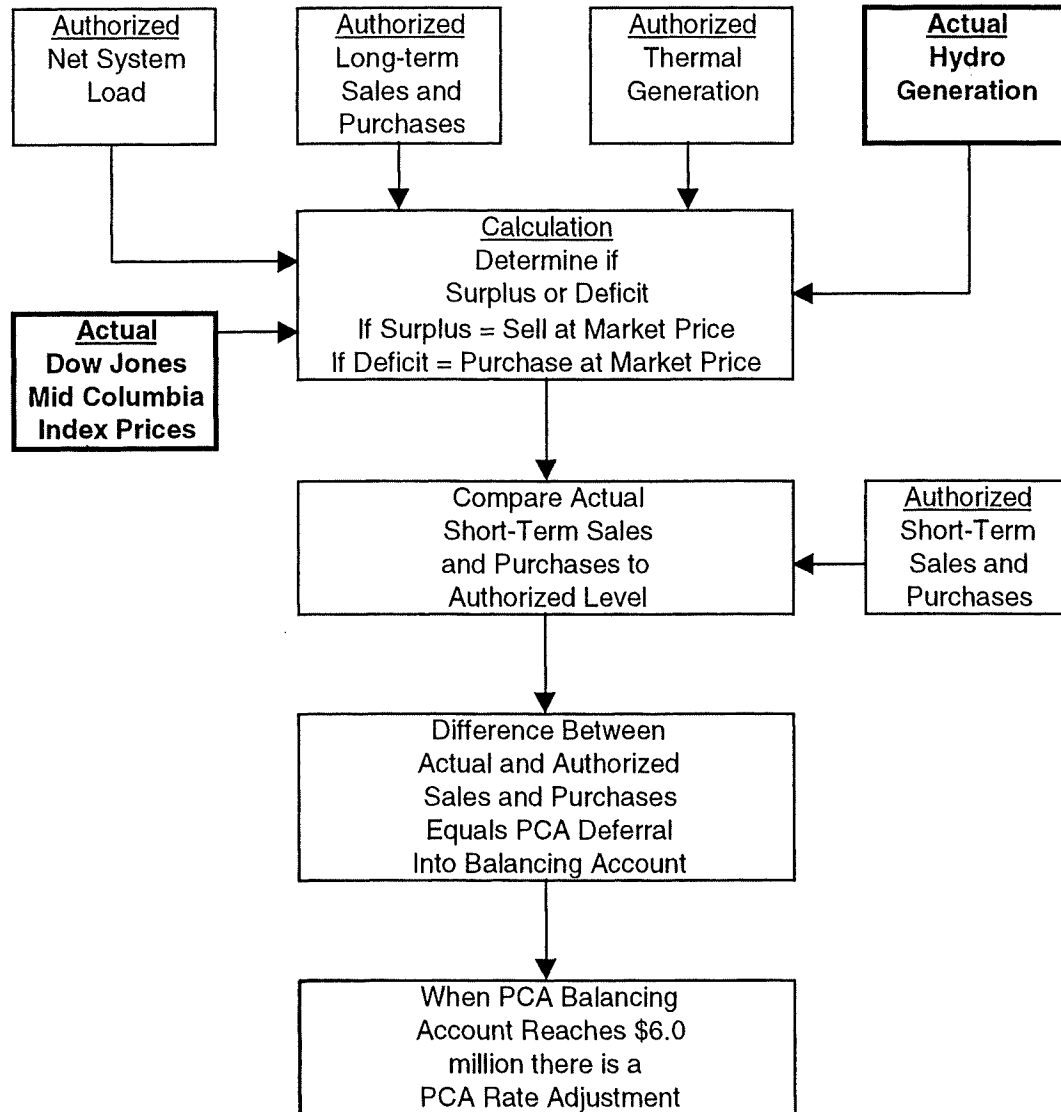 Authorized
Net System
Load
Authorized
Long-term
Sales and
Purchases
Authorized
Thermal
Generation
Actual
Hydro
Generation
Calculation
Determine if
Surplus or Deficit
If Surplus = Sell at Market Price
If Deficit = Purchase at Market Price
Actual
Dow Jones
Mid Columbia
Index Prices
Compare Actual
Short-Term Sales
and Purchases to
Authorized Level
Authorized
Short-Term
Sales and
Purchases
Difference Between
Actual and Authorized
Sales and Purchases
Equals PCA Deferral
Into Balancing Account
When PCA Balancing
Account Reaches $6.0
million there is a
PCA Rate Adjustment